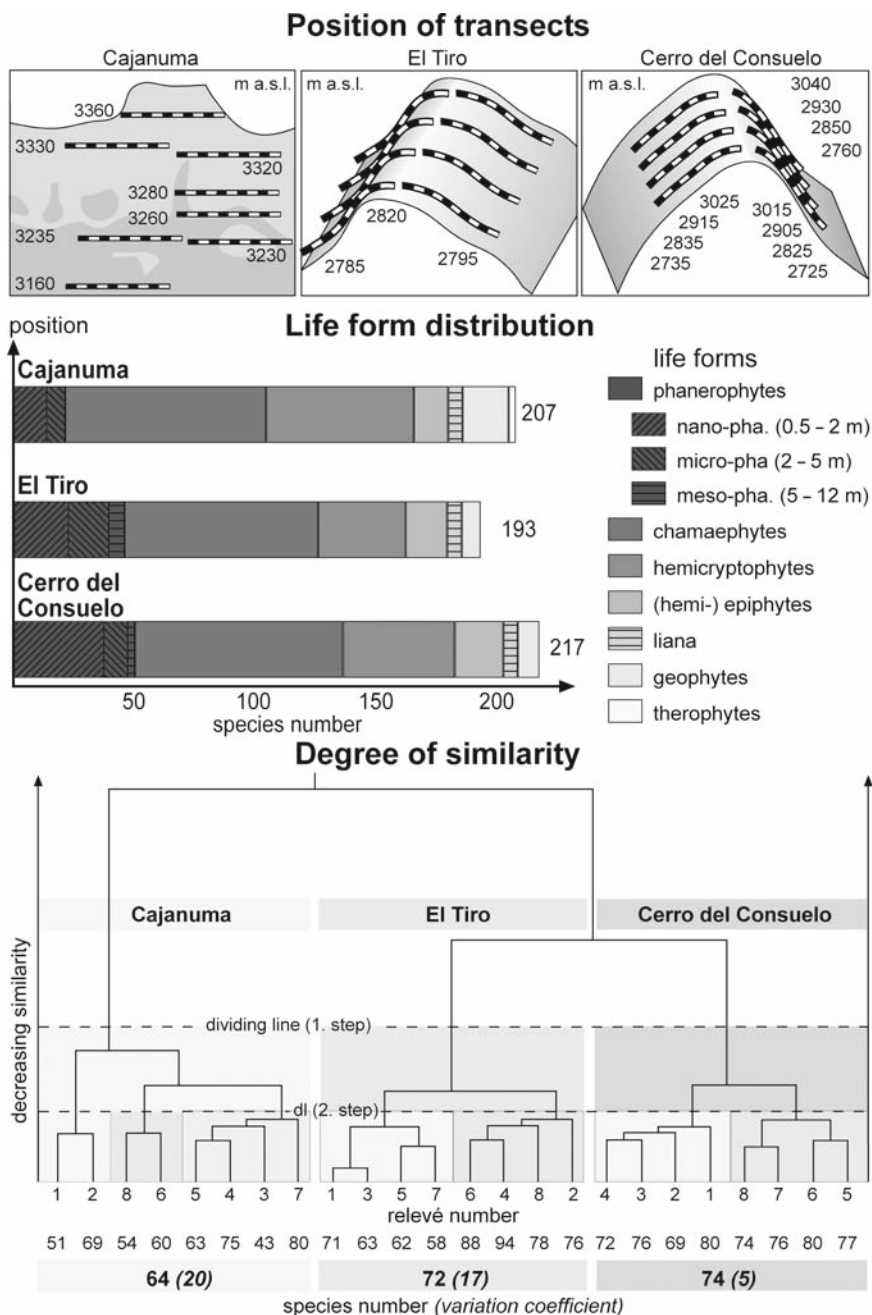 Position of transects
Cajanuma El Tiro Cerro del Consuelo
m a.s.l.
3360
3330
3320
3280
3260
3235
3230
3160
m a.s.l.
2820
2785
2795
m a.s.l.
3040
2930
2850
2760
3025
2915
2835
2735
3015
2905
2825
2725
Life form distribution
position
Cajanuma
207
El Tiro
193
Cerro del
Consuelo
217
50 100 150 200
species number
life forms
phanerophytes
nano-pha. (0.5 – 2 m)
micro-pha (2 – 5 m)
meso-pha. (5 – 12 m)
chamaephytes
hemicryptophytes
(hemi-) epiphytes
liana
geophytes
therophytes
Degree of similarity
decreasing similarity
Cajanuma El Tiro Cerro del Consuelo
dividing line (1. step)
dl (2. step)
1 2 8 6 5 4 3 7 1 3 5 7 6 4 8 2 4 3 2 1 8 7 6 5
relevé number
51 69 54 60 63 75 43 80 71 63 62 58 88 94 78 76 72 76 69 80 74 76 80 77
64 (20) 72 (17) 74 (5)
species number (variation coefficient)